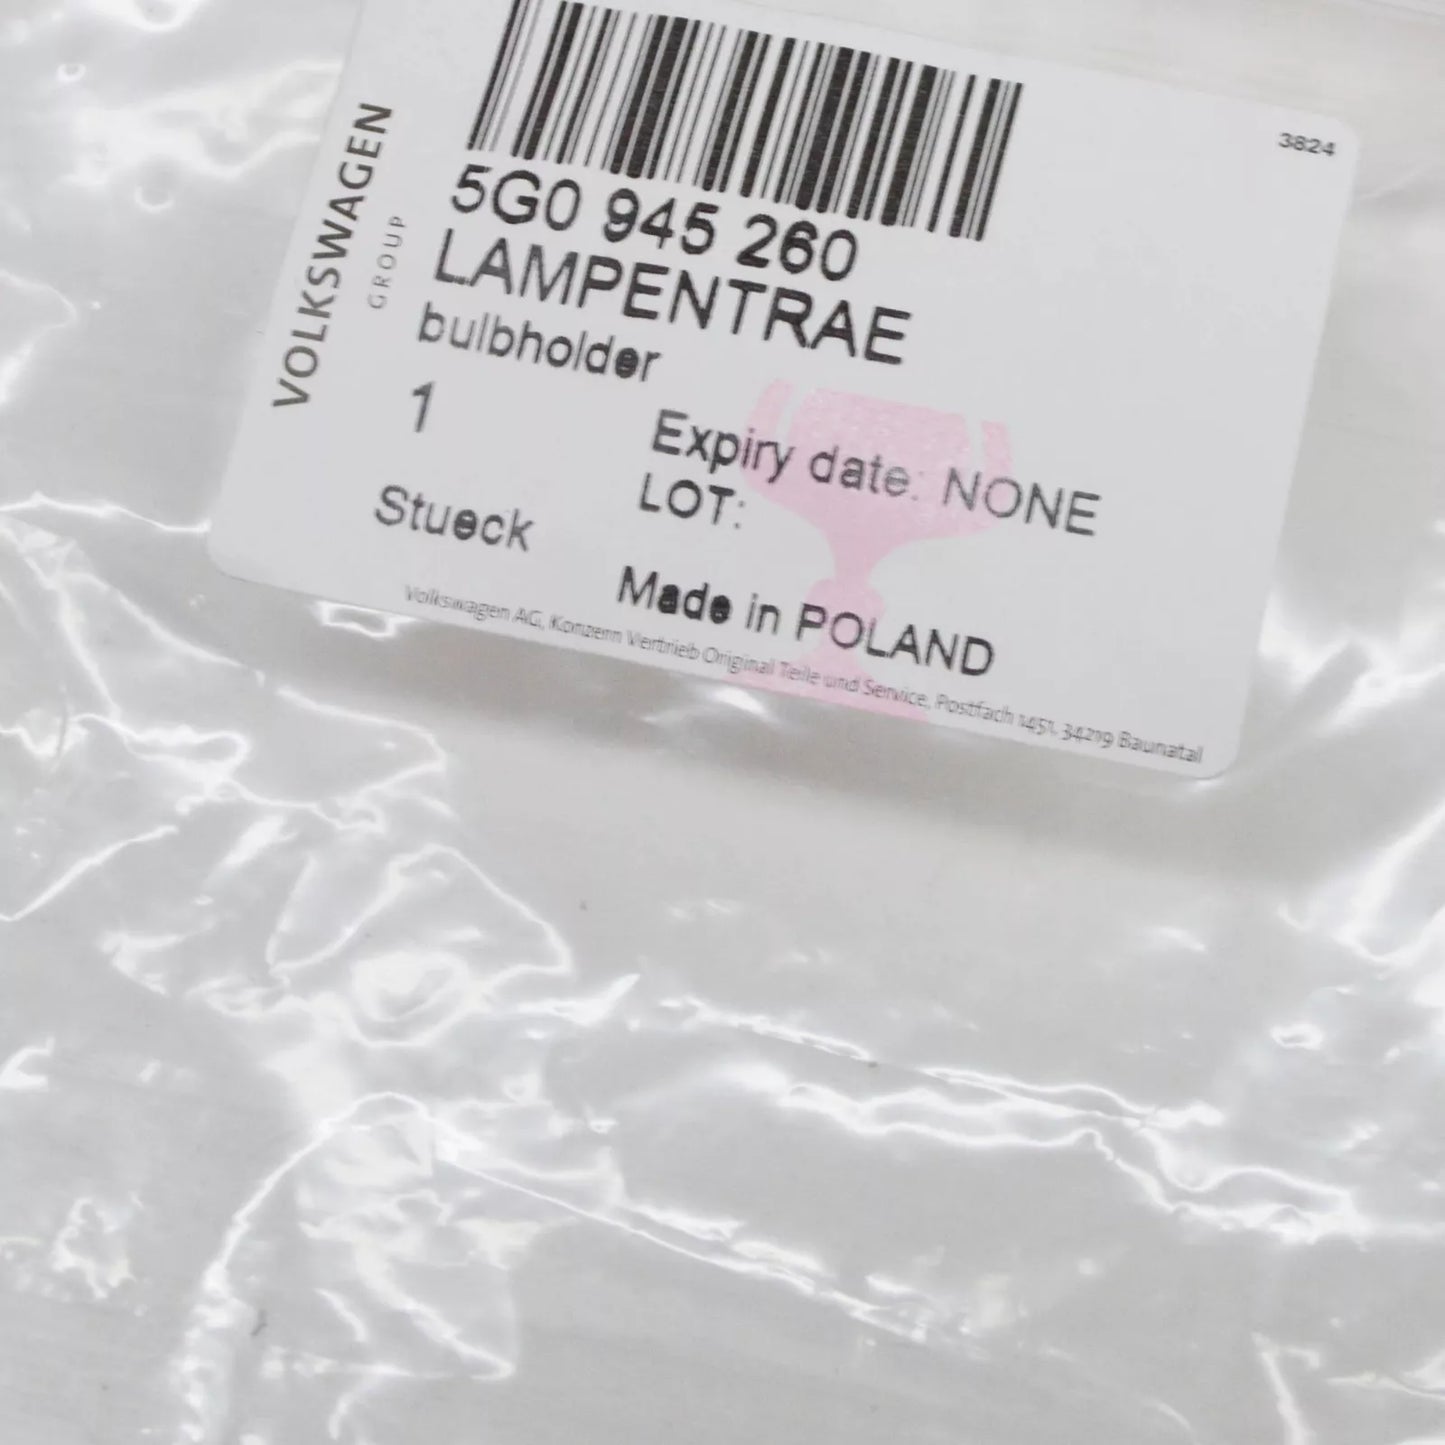 3824
VOLKSWAGEN
GROUP
5G0 945 260
LAMPENTRAE
bulbholder
1
Expiry date: NONE
LOT:
Stueck
Made in POLAND
Volkswagen AG, Konzern Vertrieb Original Teile und Service, Postfach 1451, 34219 Baunatal